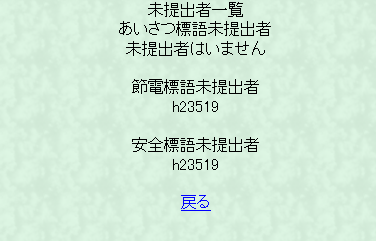 未提出者一覧
あいさつ標語未提出者
未提出者はいません
節電標語未提出者
h23519
安全標語未提出者
h23519
戻る